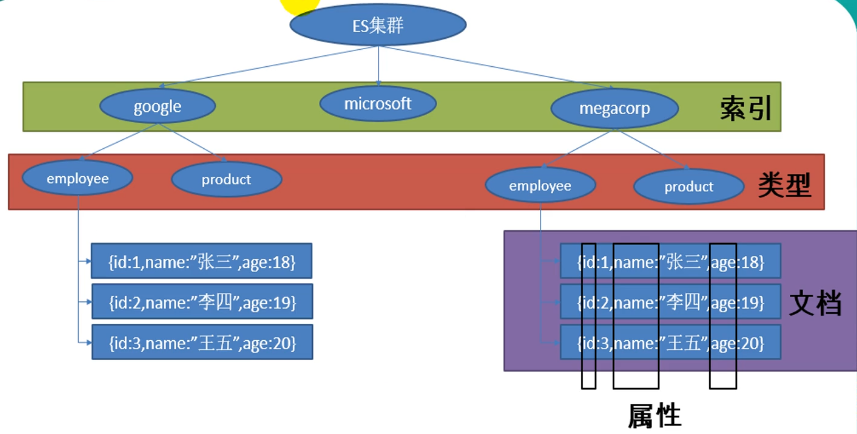 ES集群
google
microsoft
megacorp
索引
employee
product
employee
product
类型
{id:1,name:”张三”,age:18}
{id:2,name:”李四”,age:19}
{id:3,name:”王五”,age:20}
{id:1,name:”张三”,age:18}
{id:2,name:”李四”,age:19}
{id:3,name:”王五”,age:20}
文档
属性